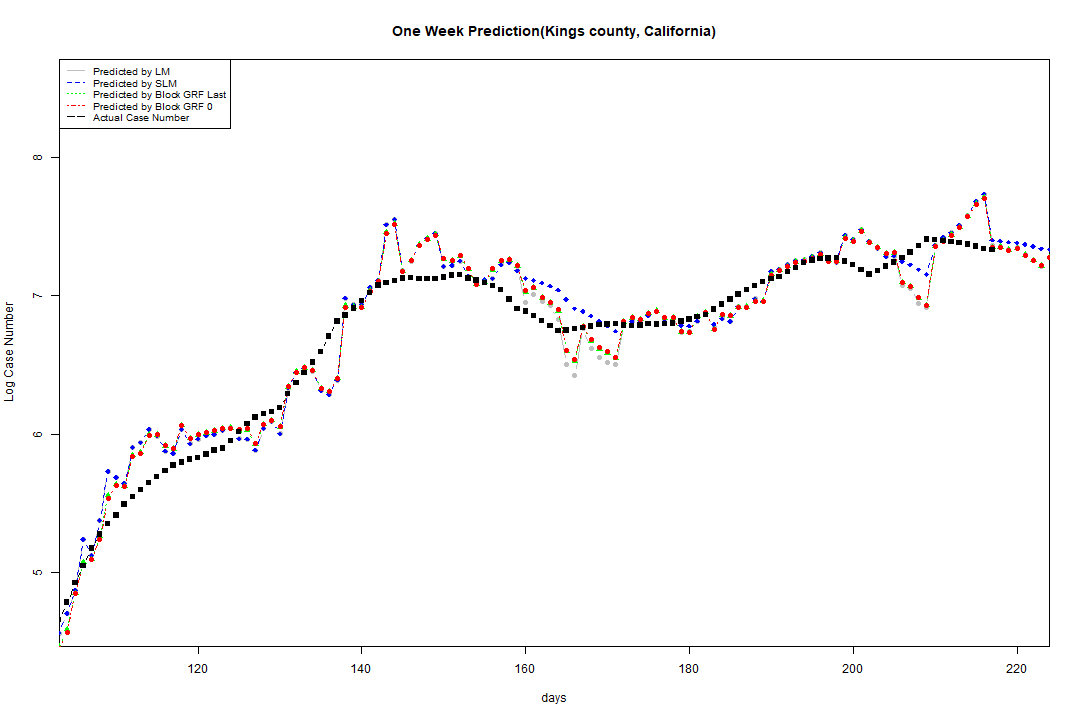 One Week Prediction(Kings county, California)
Predicted by LM
Predicted by SLM
Predicted by Block GRF Last
Predicted by Block GRF 0
Actual Case Number
8
7
6
5
Log Case Number
120 140 160 180 200 220
days